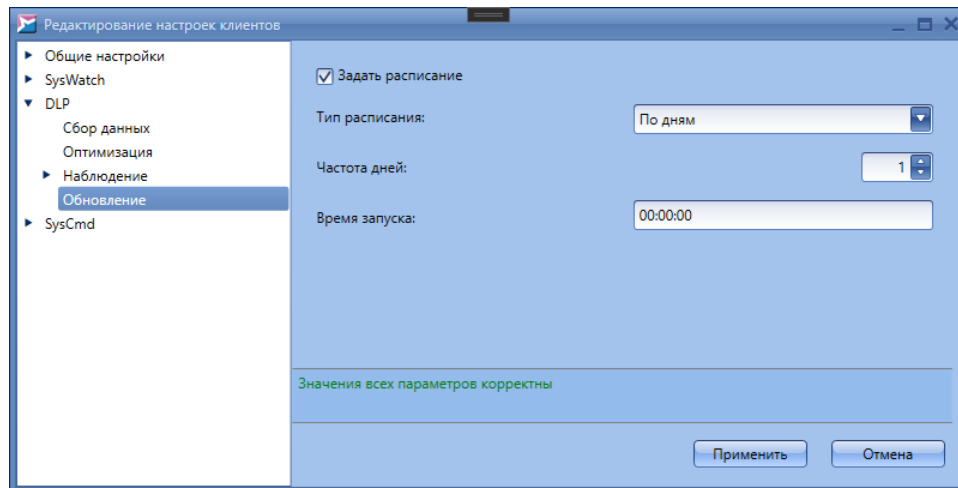 Редактирование настроек клиентов
Общие настройки
SysWatch
DLP
Сбор данных
Оптимизация
Наблюдение
Обновление
SysCmd
Задать расписание
Тип расписания:
По дням
Частота дней:
1
Время запуска:
00:00:00
Значения всех параметров корректны
Применить
Отмена